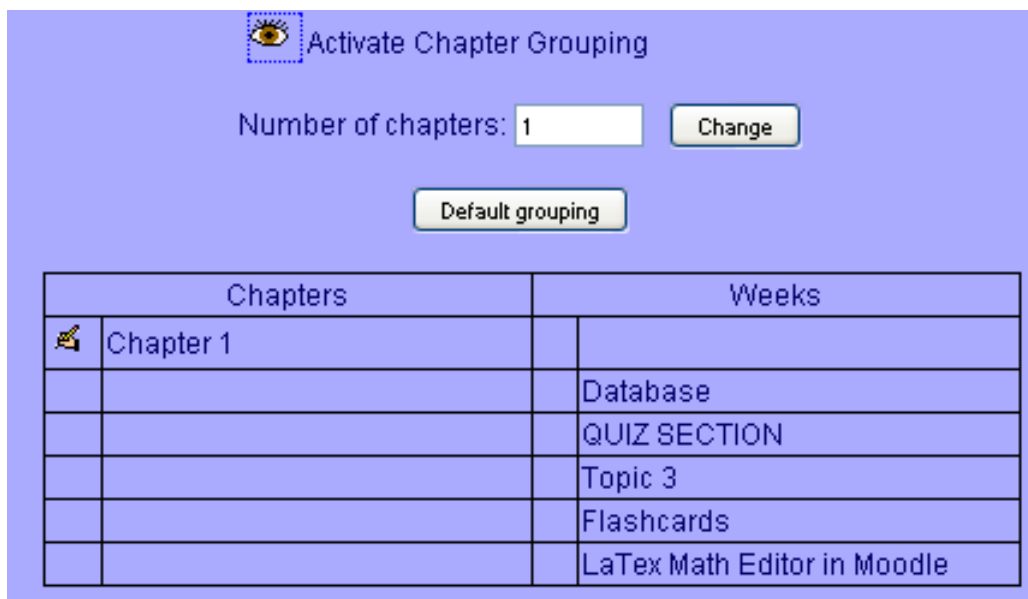 Activate Chapter Grouping
Number of chapters: 1 Change
Default grouping
Chapters Weeks
Chapter 1
Database
QUIZ SECTION
Topic 3
Flashcards
LaTex Math Editor in Moodle